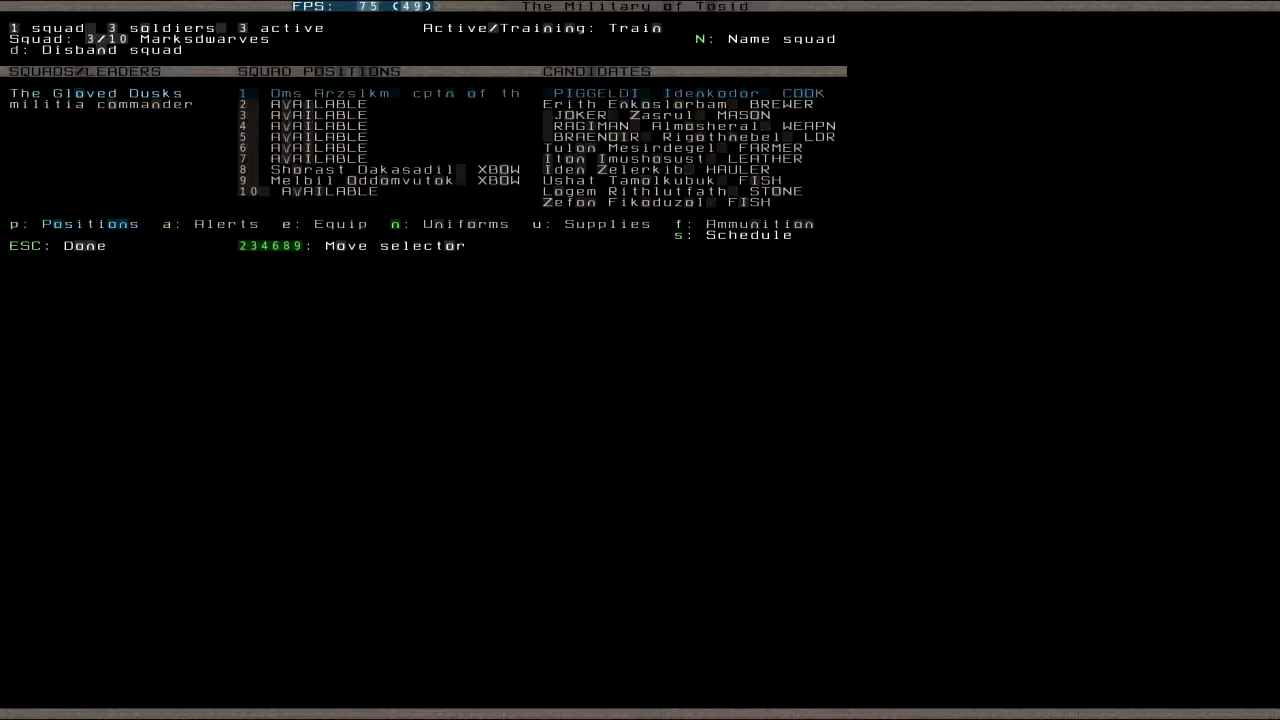 FPS: 75 (49) The Military of Tosid
1 squad 3 soldiers 3 active Active/Training: Train
Squad: 3/10 Marksdwarves N: Name squad
d: Disband squad
SQUADS/LEADERS SQUAD POSITIONS CANDIDATES
The Gloved Dusks 1 Oms Arzslkm cptn of th PIGGELDI Idenkodor COOK
militia commander 2 AVAILABLE Erith Enkoslorbam BREWER
3 AVAILABLE JOKER Zasrul MASON
4 AVAILABLE RAGIMAN Almosheral WEAPN
5 AVAILABLE BRAENOIR Rigothnebel LDR
6 AVAILABLE Tulon Mesirdegel FARMER
7 AVAILABLE Iton Imushosust LEATHER
8 Shorast Dakasadil XBOW Iden Zelerkib HAULER
9 Melbil Oddomvutok XBOW Ushat Tamolkubuk FISH
10 AVAILABLE Logem Rithlutfath STONE
Zefon Fikoduzol FISH
p: Positions a: Alerts e: Equip n: Uniforms u: Supplies f: Ammunition
s: Schedule
ESC: Done 234689: Move selector